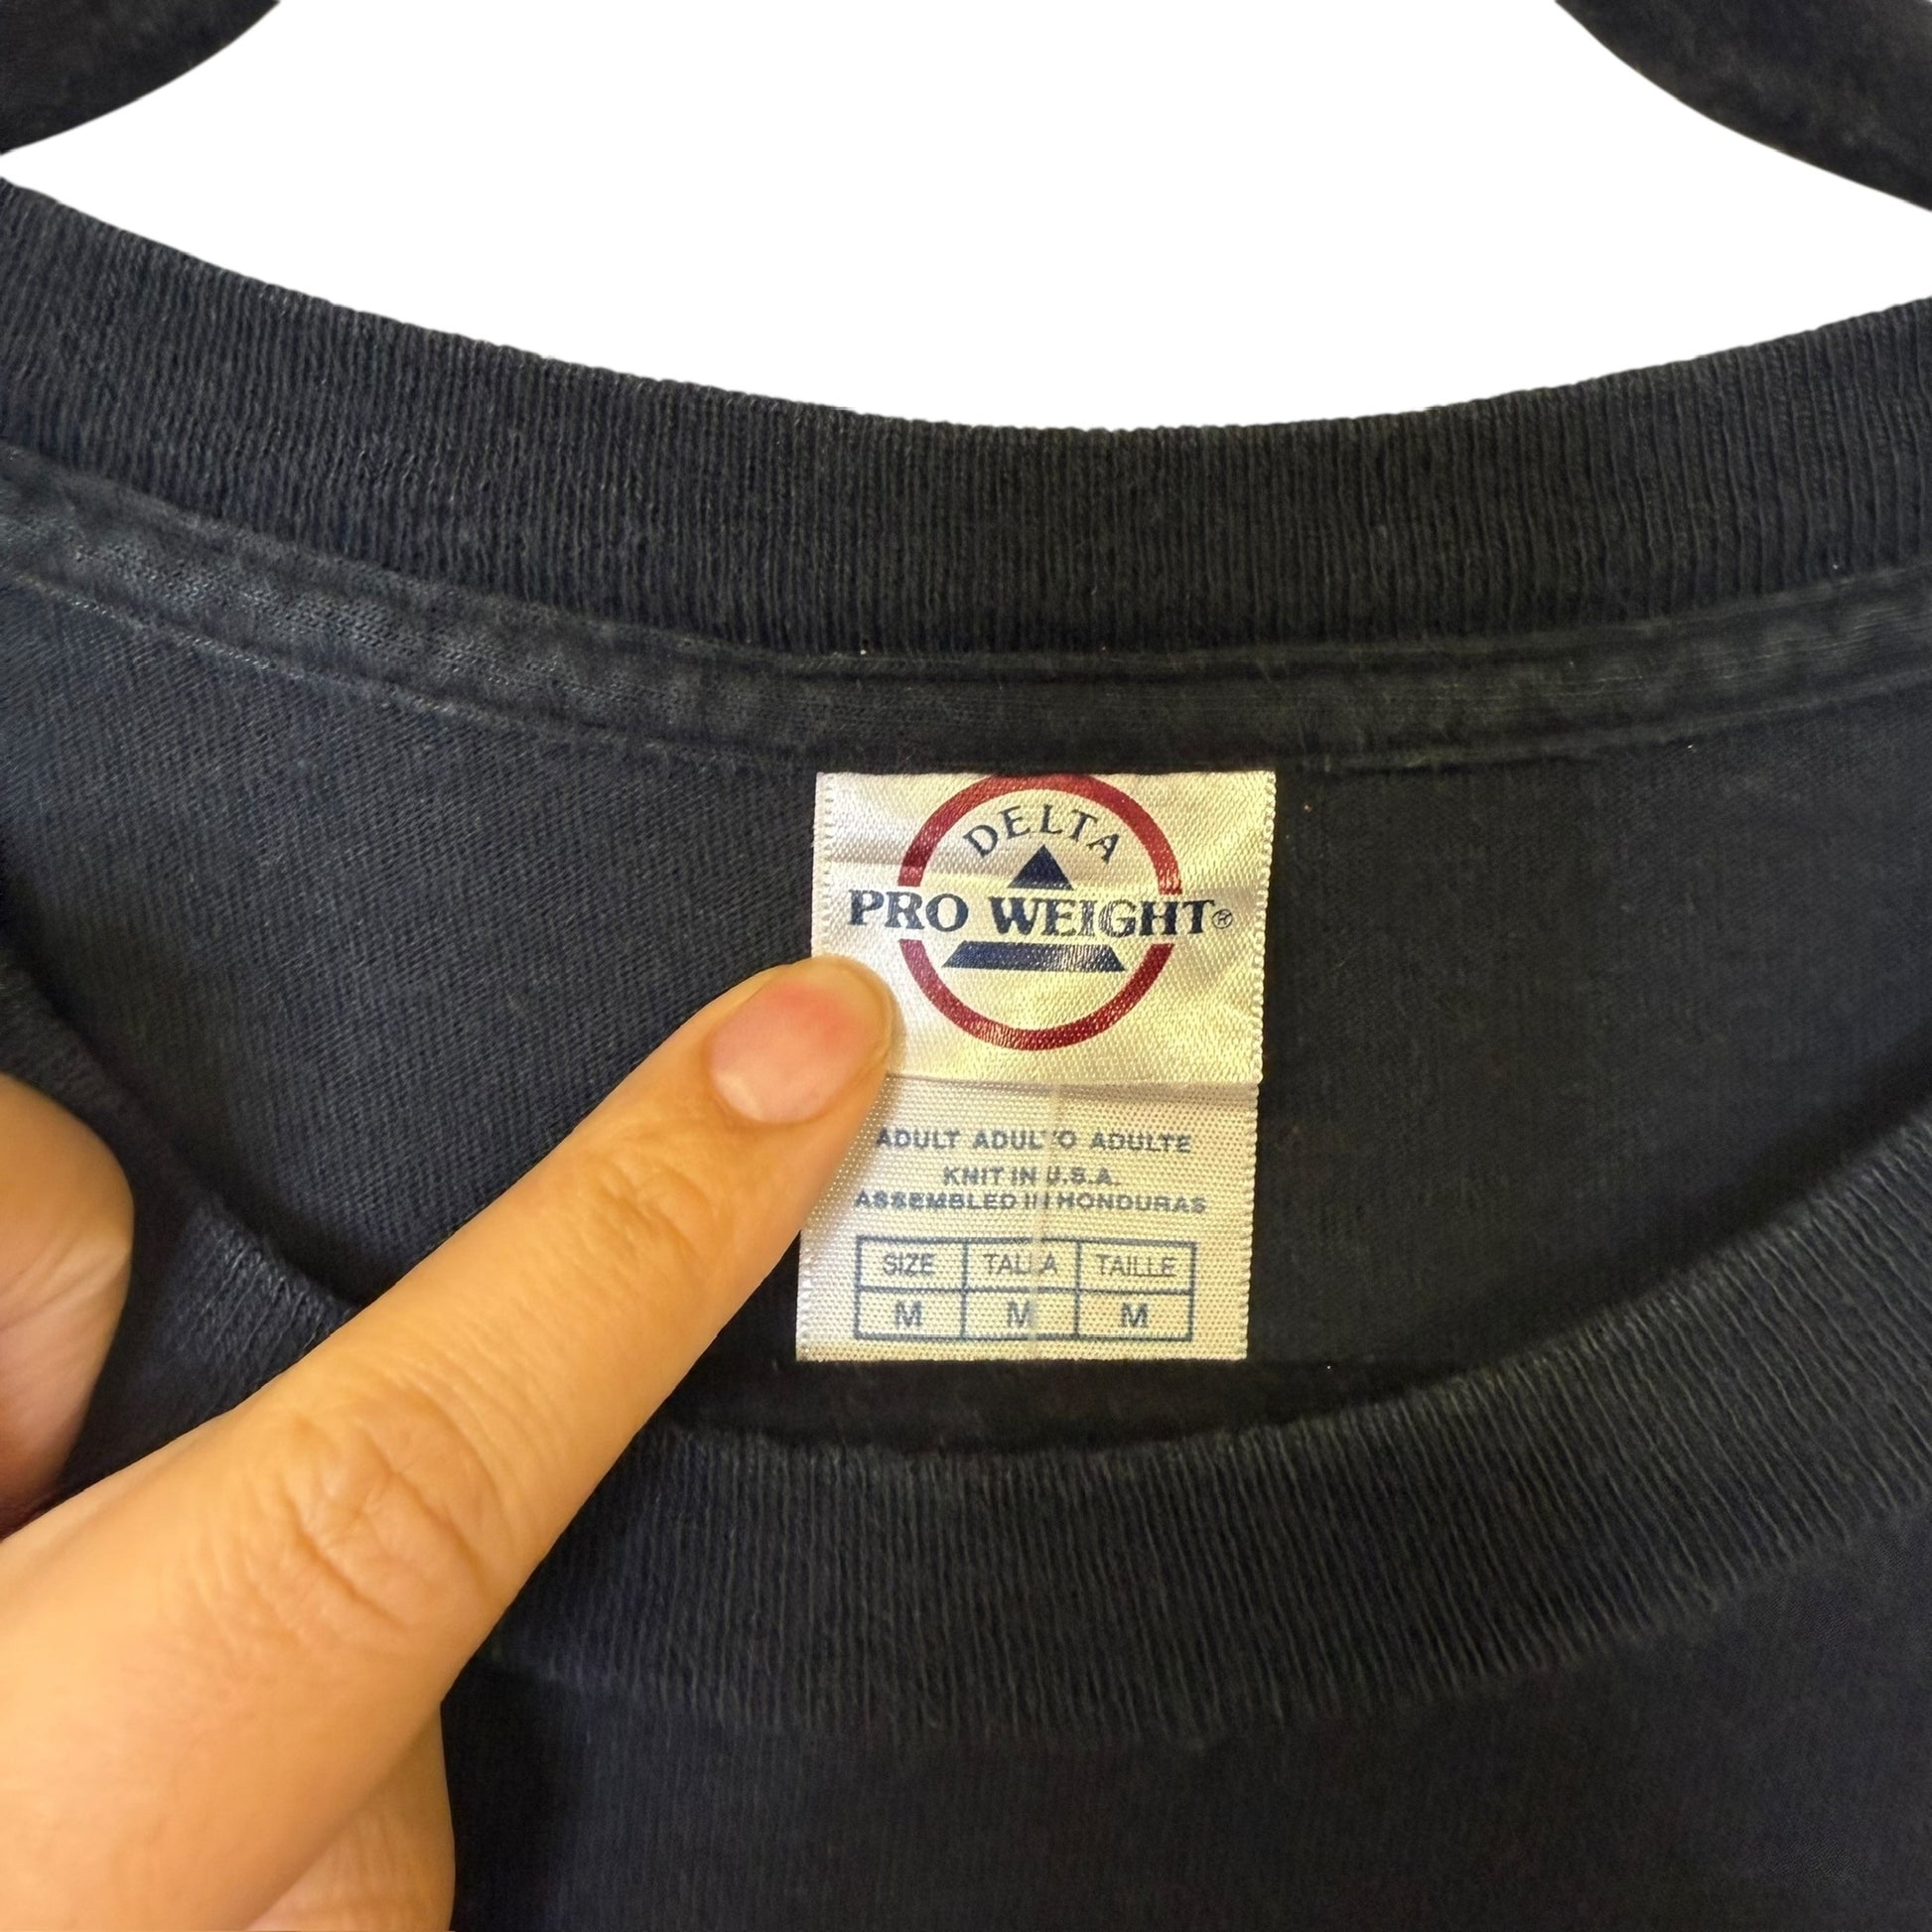 DELTA
PRO WEIGHT®
ADULT ADULTO ADULTE
KNIT IN U.S.A.
ASSEMBLED IN HONDURAS
SIZE TALLA TAILLE
M M M